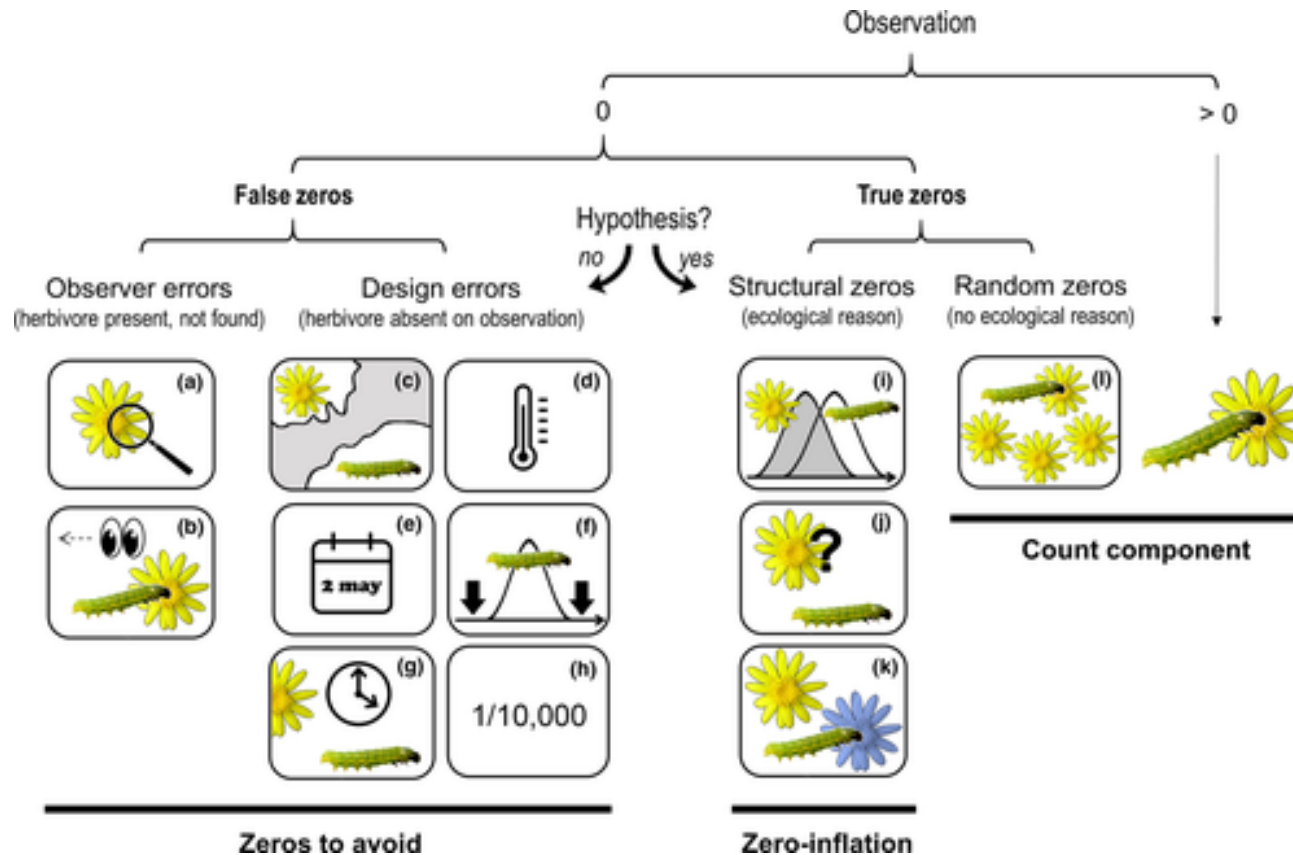 Observation
0
> 0
False zeros
True zeros
Hypothesis?
no
yes
Observer errors
(herbivore present, not found)
Design errors
(herbivore absent on observation)
Structural zeros
(ecological reason)
Random zeros
(no ecological reason)
(a)
(c)
(d)
(i)
(l)
(b)
(e)
2 may
(f)
(j)
?
Count component
(g)
(h)
1/10,000
(k)
Zeros to avoid
Zero-inflation